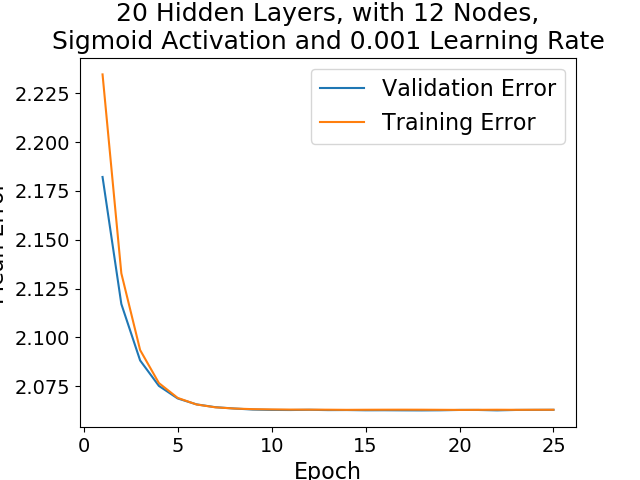 20 Hidden Layers, with 12 Nodes,
Sigmoid Activation and 0.001 Learning Rate
Validation Error
Training Error
2.225
2.200
2.175
2.150
2.125
2.100
2.075
0 5 10 15 20 25
Epoch